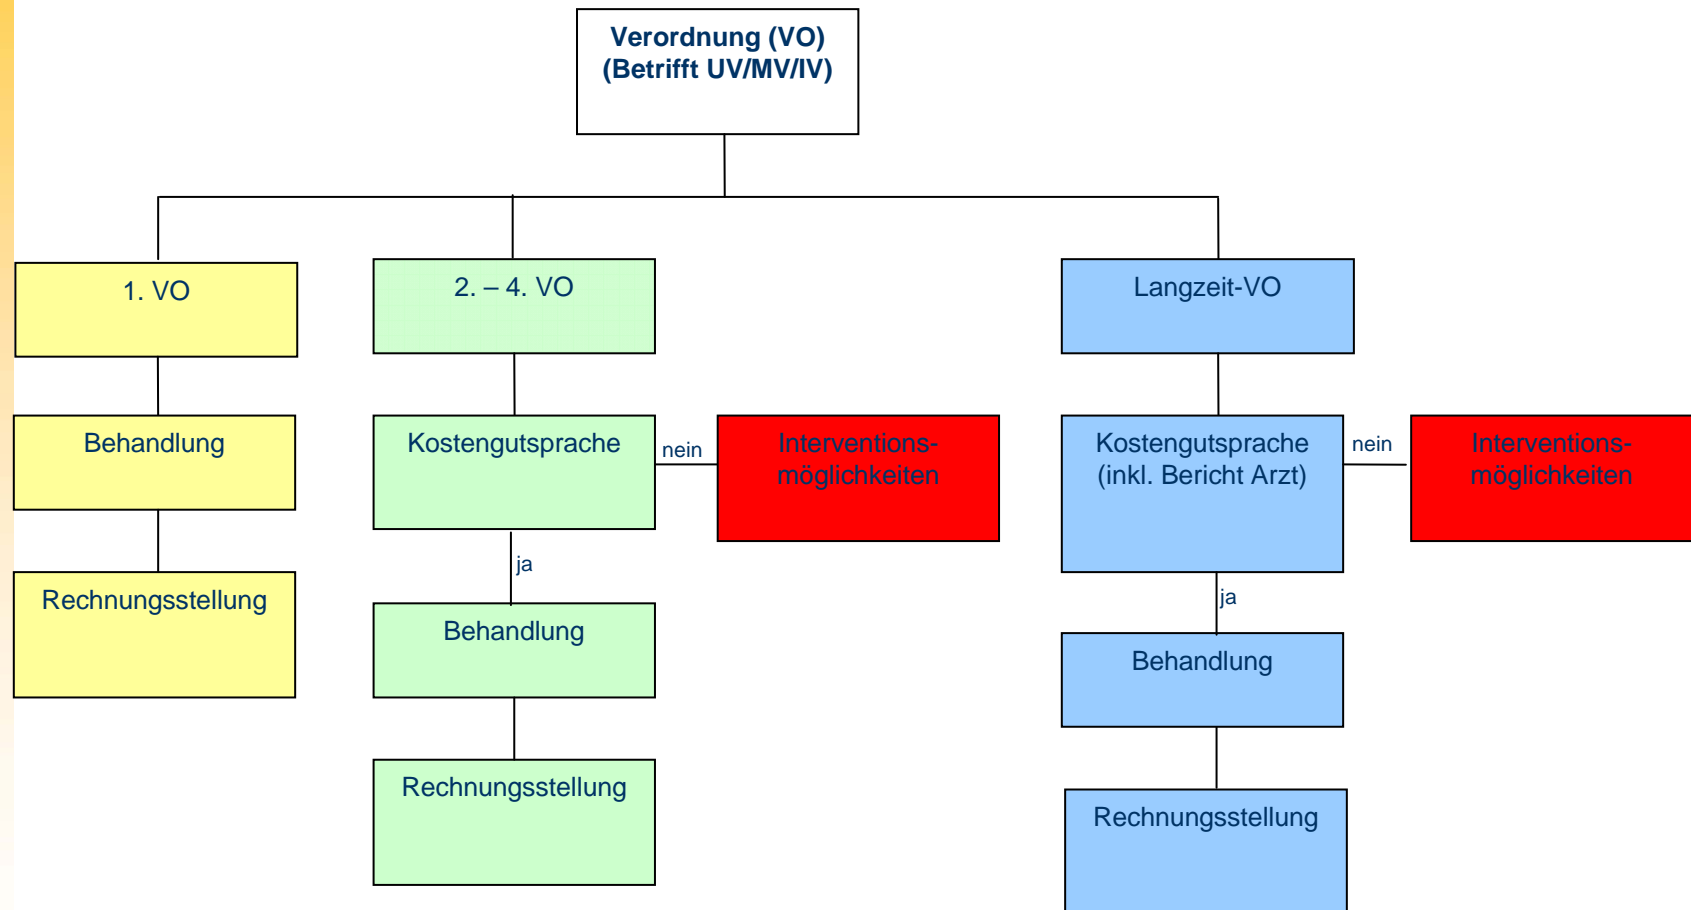 Verordnung (VO)
(Betrifft UV/MV/IV)
1. VO
2. – 4. VO
Langzeit-VO
Behandlung
Kostengutsprache
nein
Interventions-
möglichkeiten
Kostengutsprache
(inkl. Bericht Arzt)
nein
Interventions-
möglichkeiten
ja
ja
Rechnungsstellung
Behandlung
Behandlung
Rechnungsstellung
Rechnungsstellung